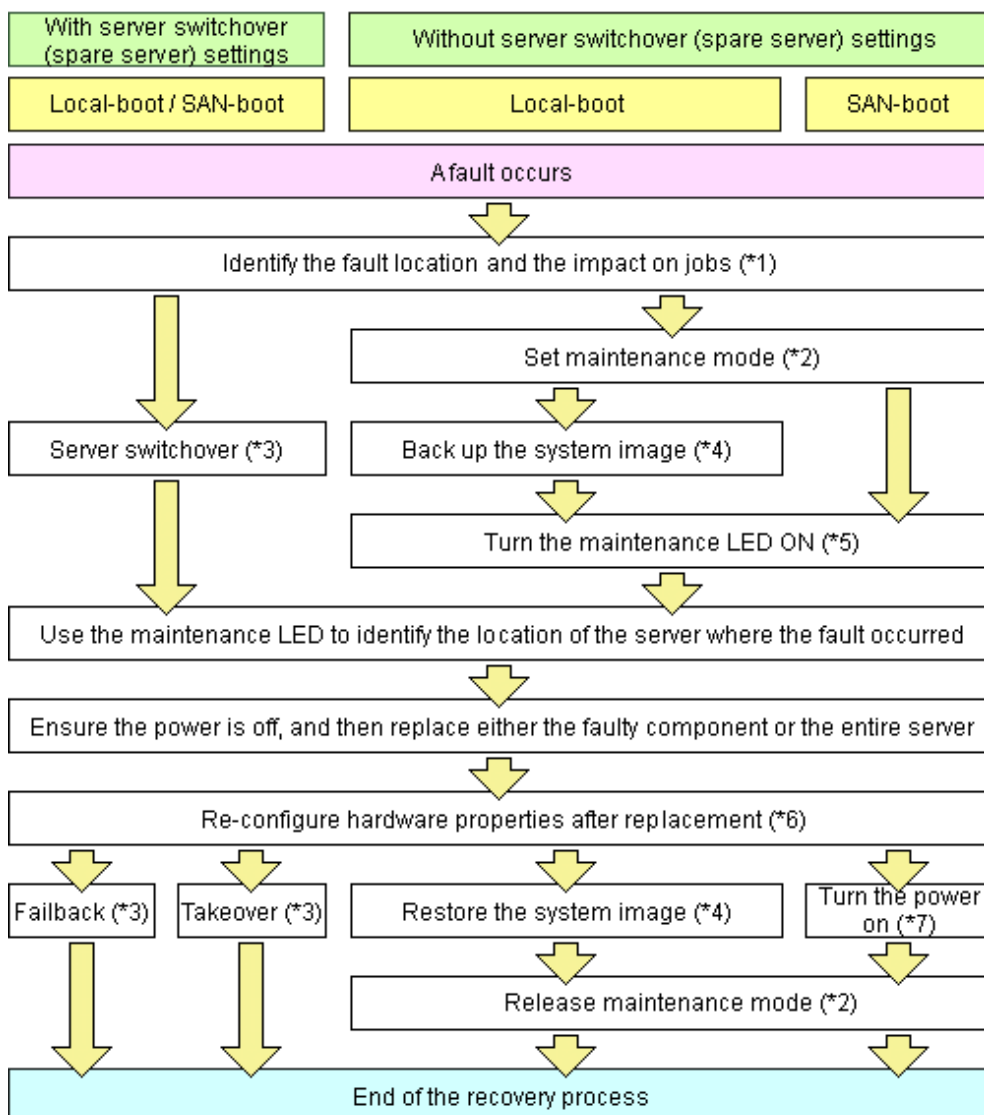 With server switchover
(spare server) settings
Without server switchover (spare server) settings
Local-boot / SAN-boot
Local-boot
SAN-boot
A fault occurs
Identify the fault location and the impact on jobs (*1)
Set maintenance mode (*2)
Server switchover (*3)
Back up the system image (*4)
Turn the maintenance LED ON (*5)
Use the maintenance LED to identify the location of the server where the fault occurred
Ensure the power is off, and then replace either the faulty component or the entire server
Re-configure hardware properties after replacement (*6)
Failback (*3)
Takeover (*3)
Restore the system image (*4)
Turn the power
on (*7)
Release maintenance mode (*2)
End of the recovery process